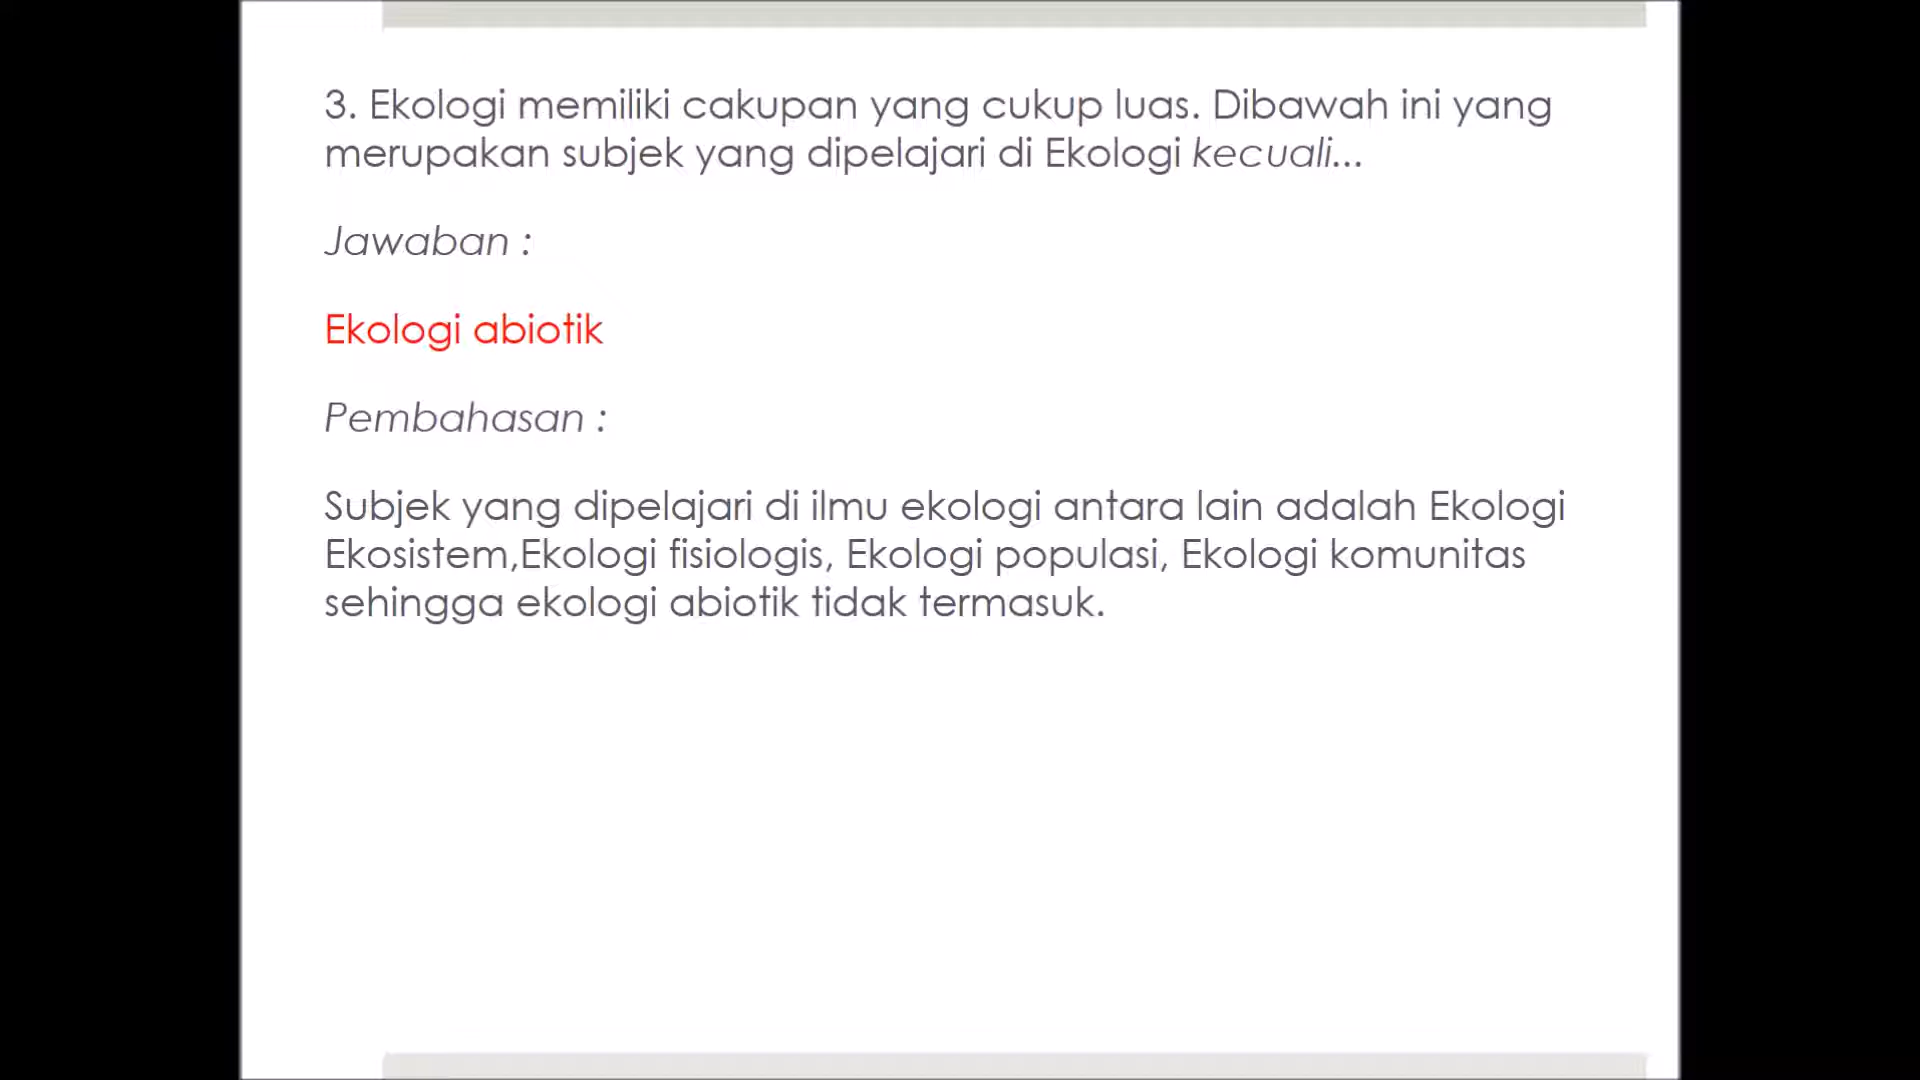 3. Ekologi memiliki cakupan yang cukup luas. Dibawah ini yang
merupakan subjek yang dipelajari di Ekologi kecuali...
Jawaban :
Ekologi abiotik
Pembahasan :
Subjek yang dipelajari di ilmu ekologi antara lain adalah Ekologi
Ekosistem,Ekologi fisiologis, Ekologi populasi, Ekologi komunitas
sehingga ekologi abiotik tidak termasuk.